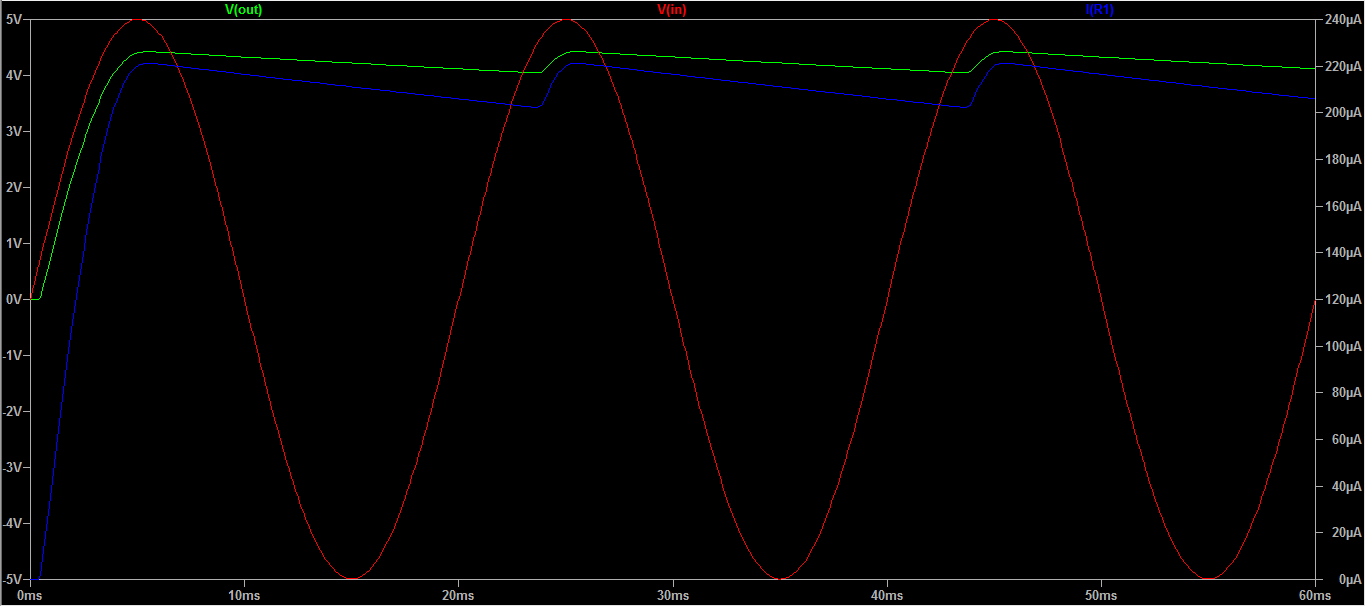 V(out) V(in) I(R1)
5V 240µA
4V 220µA
200µA
3V 180µA
2V 160µA
1V 140µA
0V 120µA
-1V 100µA
-2V 80µA
60µA
-3V 40µA
-4V 20µA
-5V 0µA
0ms 10ms 20ms 30ms 40ms 50ms 60ms